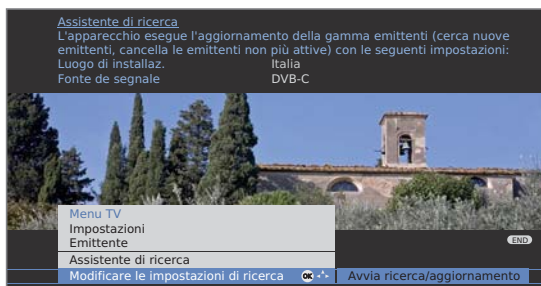 Assistente di ricerca
L'apparecchio esegue l'aggiornamento della gamma emittenti (cerca nuove
emittenti, cancella le emittenti non più attive) con le seguenti impostazioni:
Luogo di installaz. Italia
Fonte de segnale DVB-C
Menu TV
Impostazioni
Emittente
END
Assistente di ricerca
Modificare le impostazioni di ricerca OK Avvia ricerca/aggiornamento